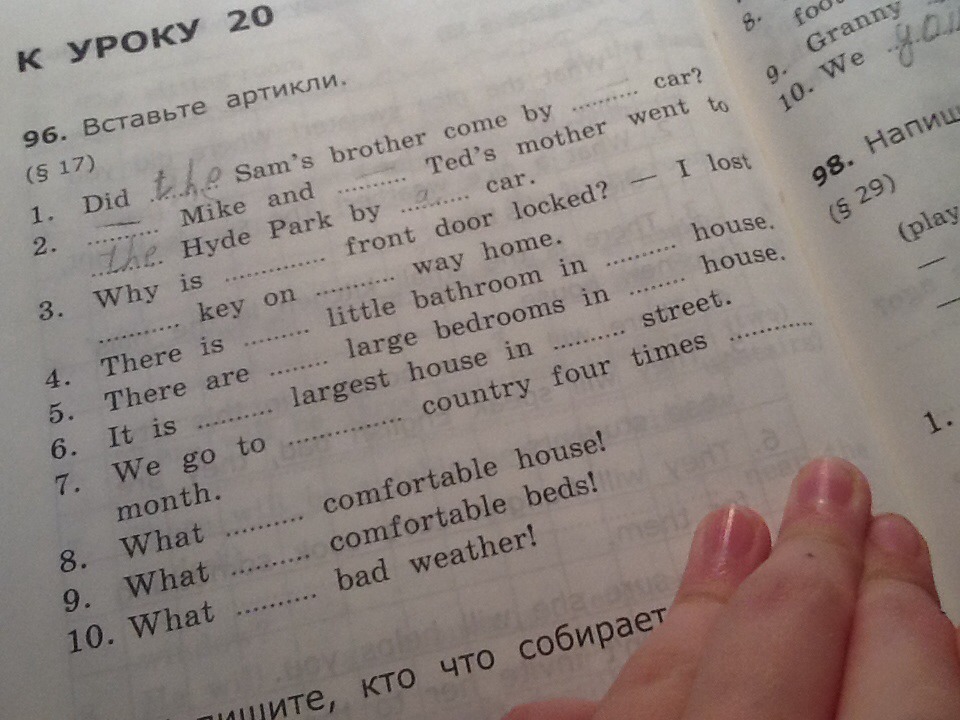 К УРОКУ 20
96. Вставьте артикли.
(§ 17)
1. Did ..the.. Sam's brother come by .......... car?
2. .......... Mike and .......... Ted's mother went to
..the.. Hyde Park by ....a.... car.
3. Why is .............. front door locked? — I lost
........... key on ........... way home.
4. There is ......... little bathroom in .......... house.
5. There are ........ large bedrooms in ........ house.
6. It is ........... largest house in .......... street.
7. We go to ................ country four times ............
month.
8. What ........... comfortable house!
9. What ........... comfortable beds!
10. What ........... bad weather!
кто что собирает
8.
9. Granny
10. We
98.
(§ 29)
(play
—
—
1.